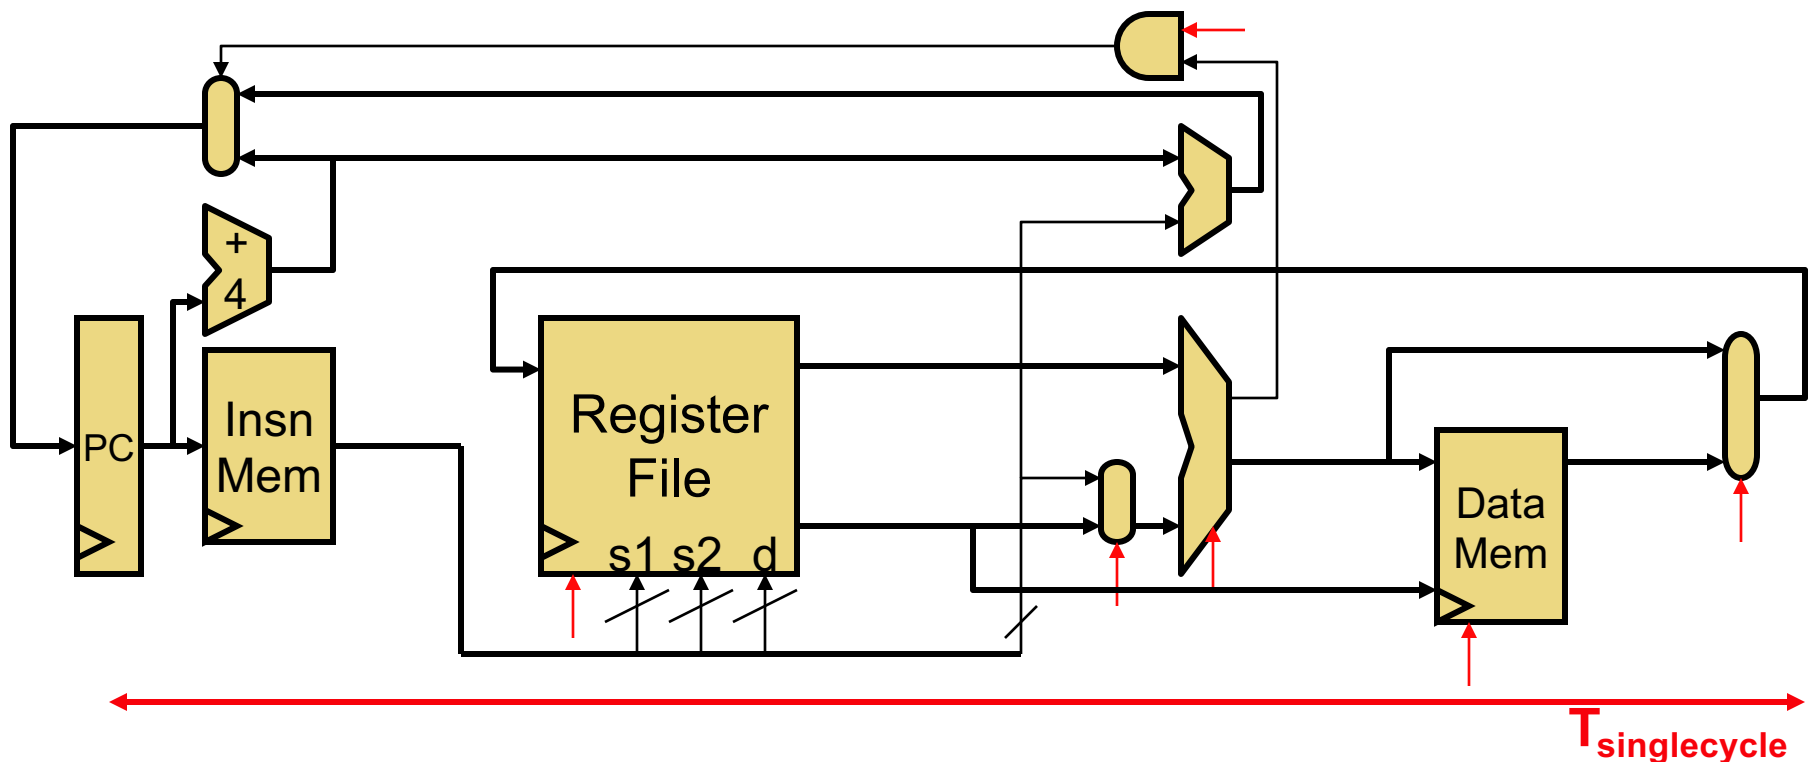 +
4
PC
Insn
Mem
Register
File
s1 s2 d
Data
Mem
Tsinglecycle